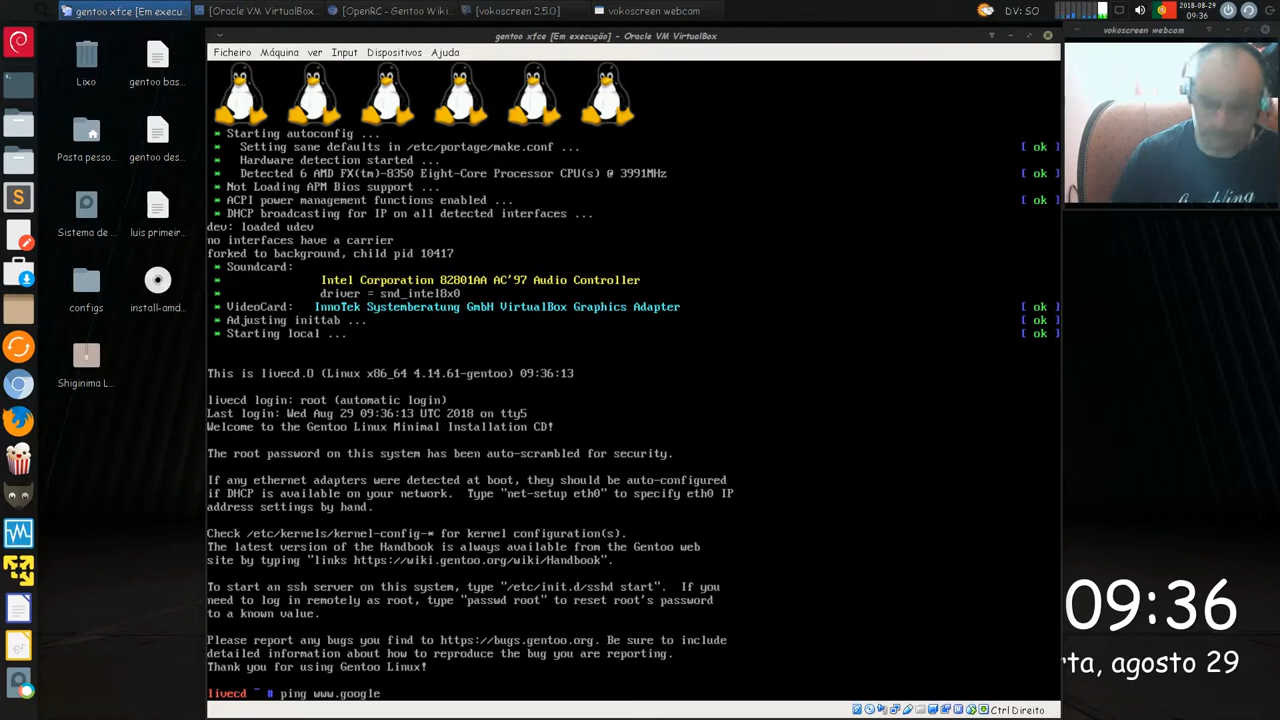 gentoo xfce [Em execu...
[Oracle VM VirtualBox...
[OpenRC - Gentoo Wiki...
[vokoscreen 2.5.0]
vokoscreen webcam
DV: SO
2018-08-29
09:36
gentoo xfce [Em execução] - Oracle VM VirtualBox
vokoscreen webcam
Ficheiro Máquina ver Input Dispositivos Ajuda
Lixo
gentoo bas...
Pasta pesso...
gentoo des...
Sistema de ...
luis primeir...
configs
install-amd...
Shiginima L...
* Starting autoconfig ...
* Setting sane defaults in /etc/portage/make.conf ... [ ok ]
* Hardware detection started ...
* Detected 6 AMD FX(tm)-8350 Eight-Core Processor CPU(s) @ 3991MHz [ ok ]
* Not Loading APM Bios support ...
* ACPI power management functions enabled ... [ ok ]
* DHCP broadcasting for IP on all detected interfaces ...
dev: loaded udev
no interfaces have a carrier
forked to background, child pid 10417
* Soundcard:
* Intel Corporation 82801AA AC'97 Audio Controller
* driver = snd_intel8x0
* VideoCard: InnoTek Systemberatung GmbH VirtualBox Graphics Adapter [ ok ]
* Adjusting inittab ... [ ok ]
* Starting local ... [ ok ]
This is livecd.O (Linux x86_64 4.14.61-gentoo) 09:36:13
livecd login: root (automatic login)
Last login: Wed Aug 29 09:36:13 UTC 2018 on tty5
Welcome to the Gentoo Linux Minimal Installation CD!
The root password on this system has been auto-scrambled for security.
If any ethernet adapters were detected at boot, they should be auto-configured
if DHCP is available on your network. Type "net-setup eth0" to specify eth0 IP
address settings by hand.
Check /etc/kernels/kernel-config-* for kernel configuration(s).
The latest version of the Handbook is always available from the Gentoo web
site by typing "links https://wiki.gentoo.org/wiki/Handbook".
To start an ssh server on this system, type "/etc/init.d/sshd start". If you
need to log in remotely as root, type "passwd root" to reset root's password
to a known value.
Please report any bugs you find to https://bugs.gentoo.org. Be sure to include
detailed information about how to reproduce the bug you are reporting.
Thank you for using Gentoo Linux!
livecd ~ # ping www.google
Ctrl Direito
09:36
rta, agosto 29